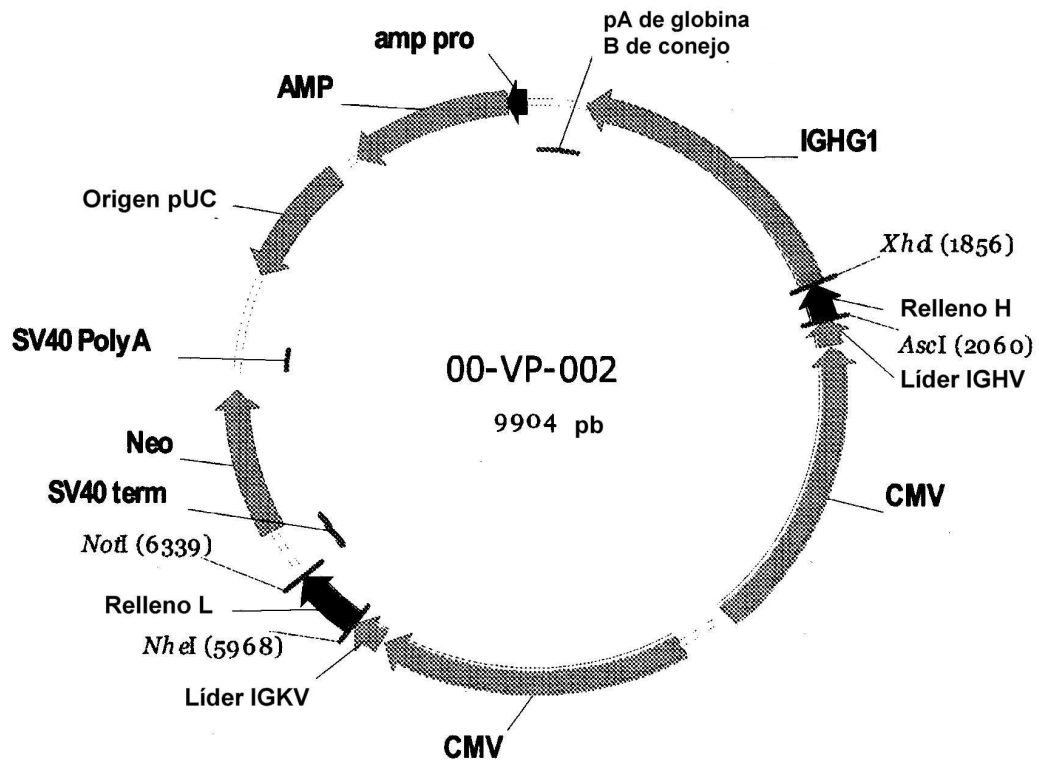 pA de globina
B de conejo
amp pro
AMP
IGHG1
Origen pUC
XhoI (1856)
Relleno H
AscI (2060)
Líder IGHV
SV40 PolyA
00-VP-002
9904 pb
Neo
SV40 term
CMV
NotI (6339)
Relleno L
NheI (5968)
Líder IGKV
CMV